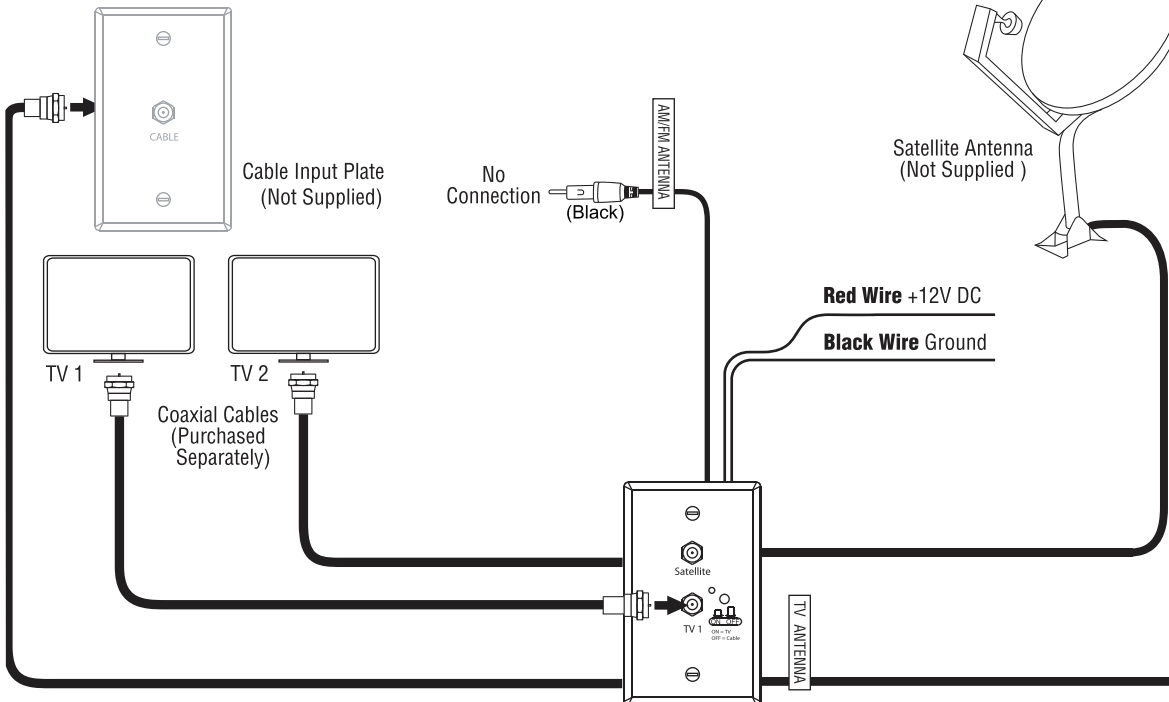 CABLE
Cable Input Plate
(Not Supplied)
No
Connection
(Black)
AM/FM ANTENNA
Satellite Antenna
(Not Supplied )
Red Wire +12V DC
Black Wire Ground
TV 1
TV 2
Coaxial Cables
(Purchased
Separately)
Satellite
TV 1
ON OFF
ON = TV
OFF = Cable
TV ANTENNA